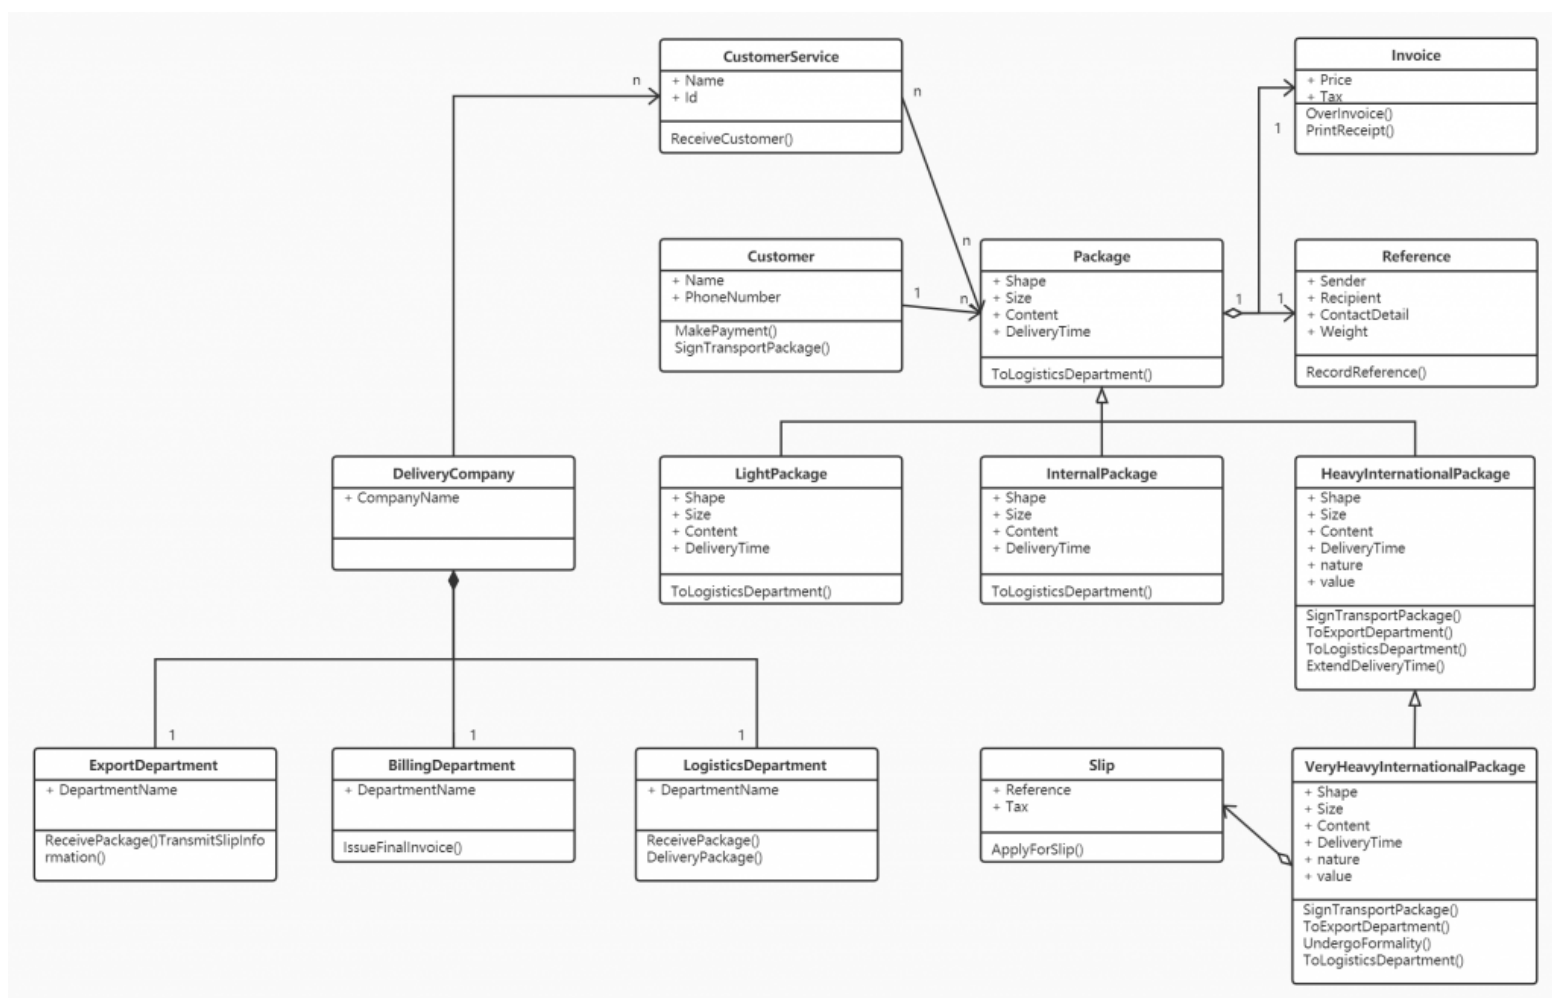 CustomerService
+ Name
+ Id
ReceiveCustomer()
n
n
n
Invoice
+ Price
+ Tax
OverInvoice()
PrintReceipt()
1
Customer
+ Name
+ PhoneNumber
MakePayment()
SignTransportPackage()
1
n
Package
+ Shape
+ Size
+ Content
+ DeliveryTime
ToLogisticsDepartment()
1
1
Reference
+ Sender
+ Recipient
+ ContactDetail
+ Weight
RecordReference()
DeliveryCompany
+ CompanyName
LightPackage
+ Shape
+ Size
+ Content
+ DeliveryTime
ToLogisticsDepartment()
InternalPackage
+ Shape
+ Size
+ Content
+ DeliveryTime
ToLogisticsDepartment()
HeavyInternationalPackage
+ Shape
+ Size
+ Content
+ DeliveryTime
+ nature
+ value
SignTransportPackage()
ToExportDepartment()
ToLogisticsDepartment()
ExtendDeliveryTime()
1
1
1
ExportDepartment
+ DepartmentName
ReceivePackage()TransmitSlipInfo
rmation()
BillingDepartment
+ DepartmentName
IssueFinalInvoice()
LogisticsDepartment
+ DepartmentName
ReceivePackage()
DeliveryPackage()
Slip
+ Reference
+ Tax
ApplyForSlip()
VeryHeavyInternationalPackage
+ Shape
+ Size
+ Content
+ DeliveryTime
+ nature
+ value
SignTransportPackage()
ToExportDepartment()
UndergoFormality()
ToLogisticsDepartment()